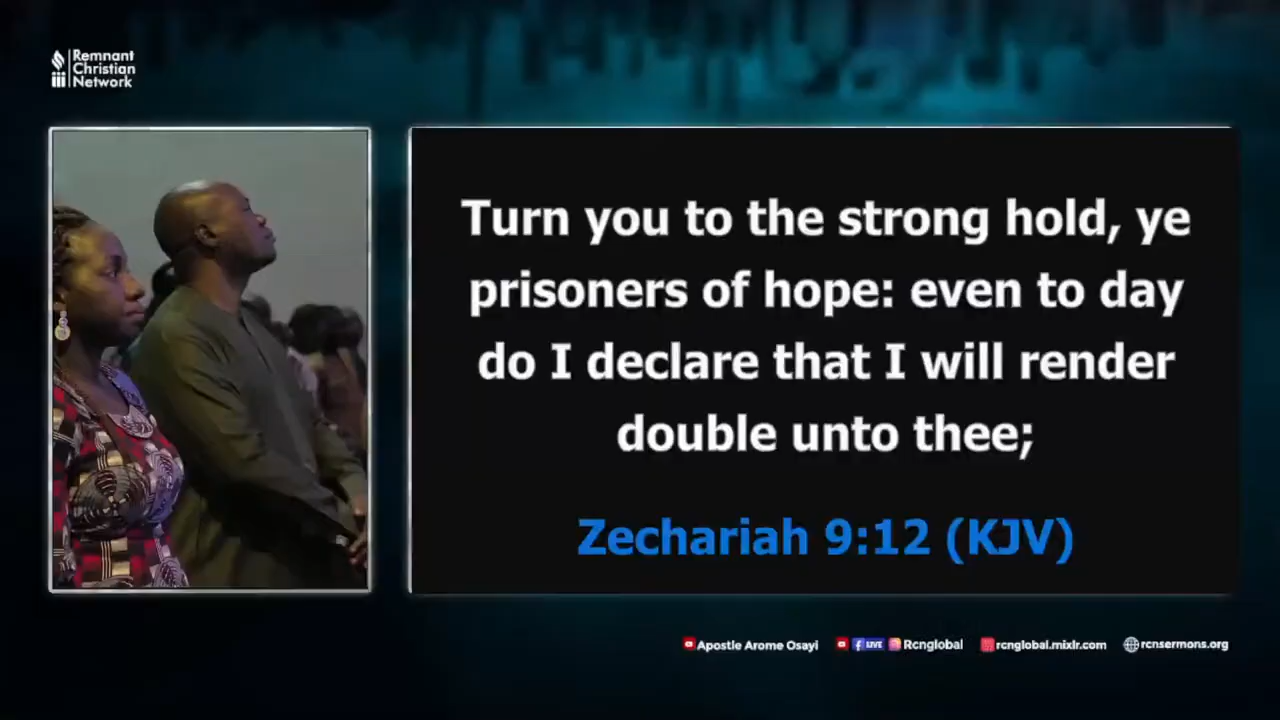 Remnant
Christian
Network
Turn you to the strong hold, ye
prisoners of hope: even to day
do I declare that I will render
double unto thee;
Zechariah 9:12 (KJV)
Apostle Arome Osayi
f LIVE Rcnglobal
rcnglobal.mixlr.com
rcnsermons.org